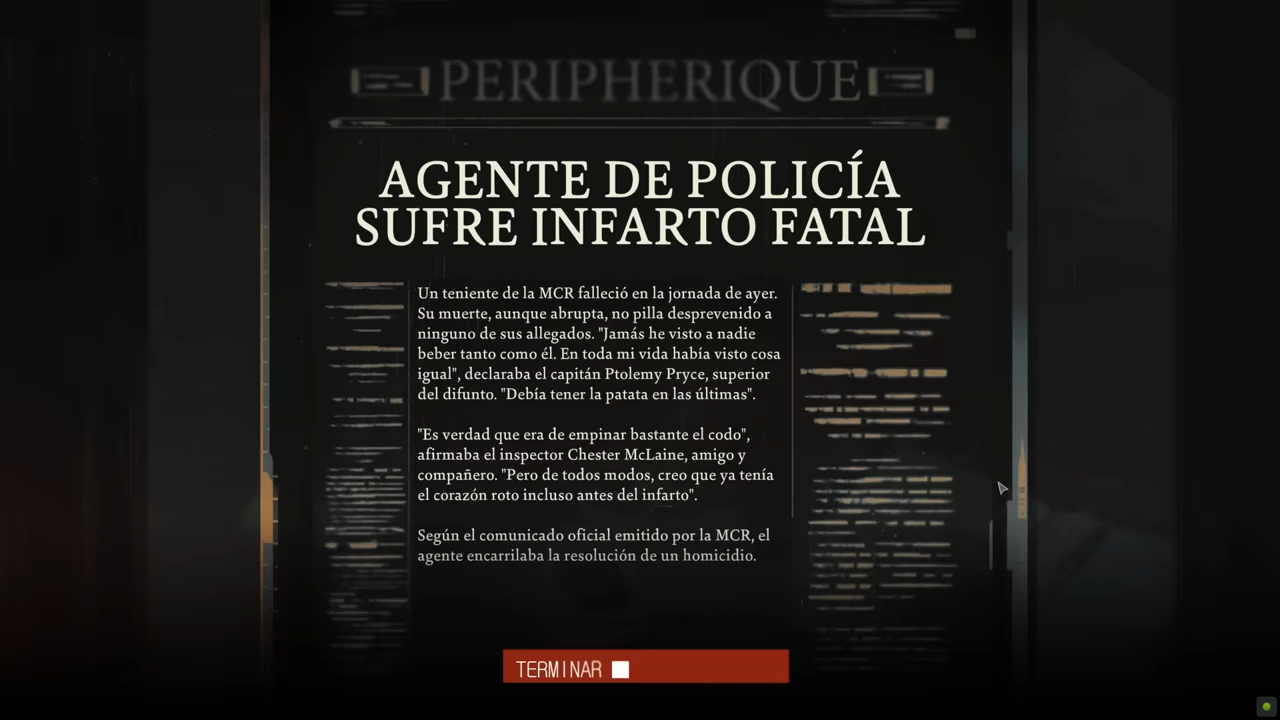 PERIPHERIQUE
AGENTE DE POLICÍA
SUFRE INFARTO FATAL
Un teniente de la MCR falleció en la jornada de ayer.
Su muerte, aunque abrupta, no pilla desprevenido a
ninguno de sus allegados. "Jamás he visto a nadie
beber tanto como él. En toda mi vida había visto cosa
igual", declaraba el capitán Ptolemy Pryce, superior
del difunto. "Debía tener la patata en las últimas".
"Es verdad que era de empinar bastante el codo",
afirmaba el inspector Chester McLaine, amigo y
compañero. "Pero de todos modos, creo que ya tenía
el corazón roto incluso antes del infarto".
Según el comunicado oficial emitido por la MCR, el
agente encarrilaba la resolución de un homicidio.
TERMINAR